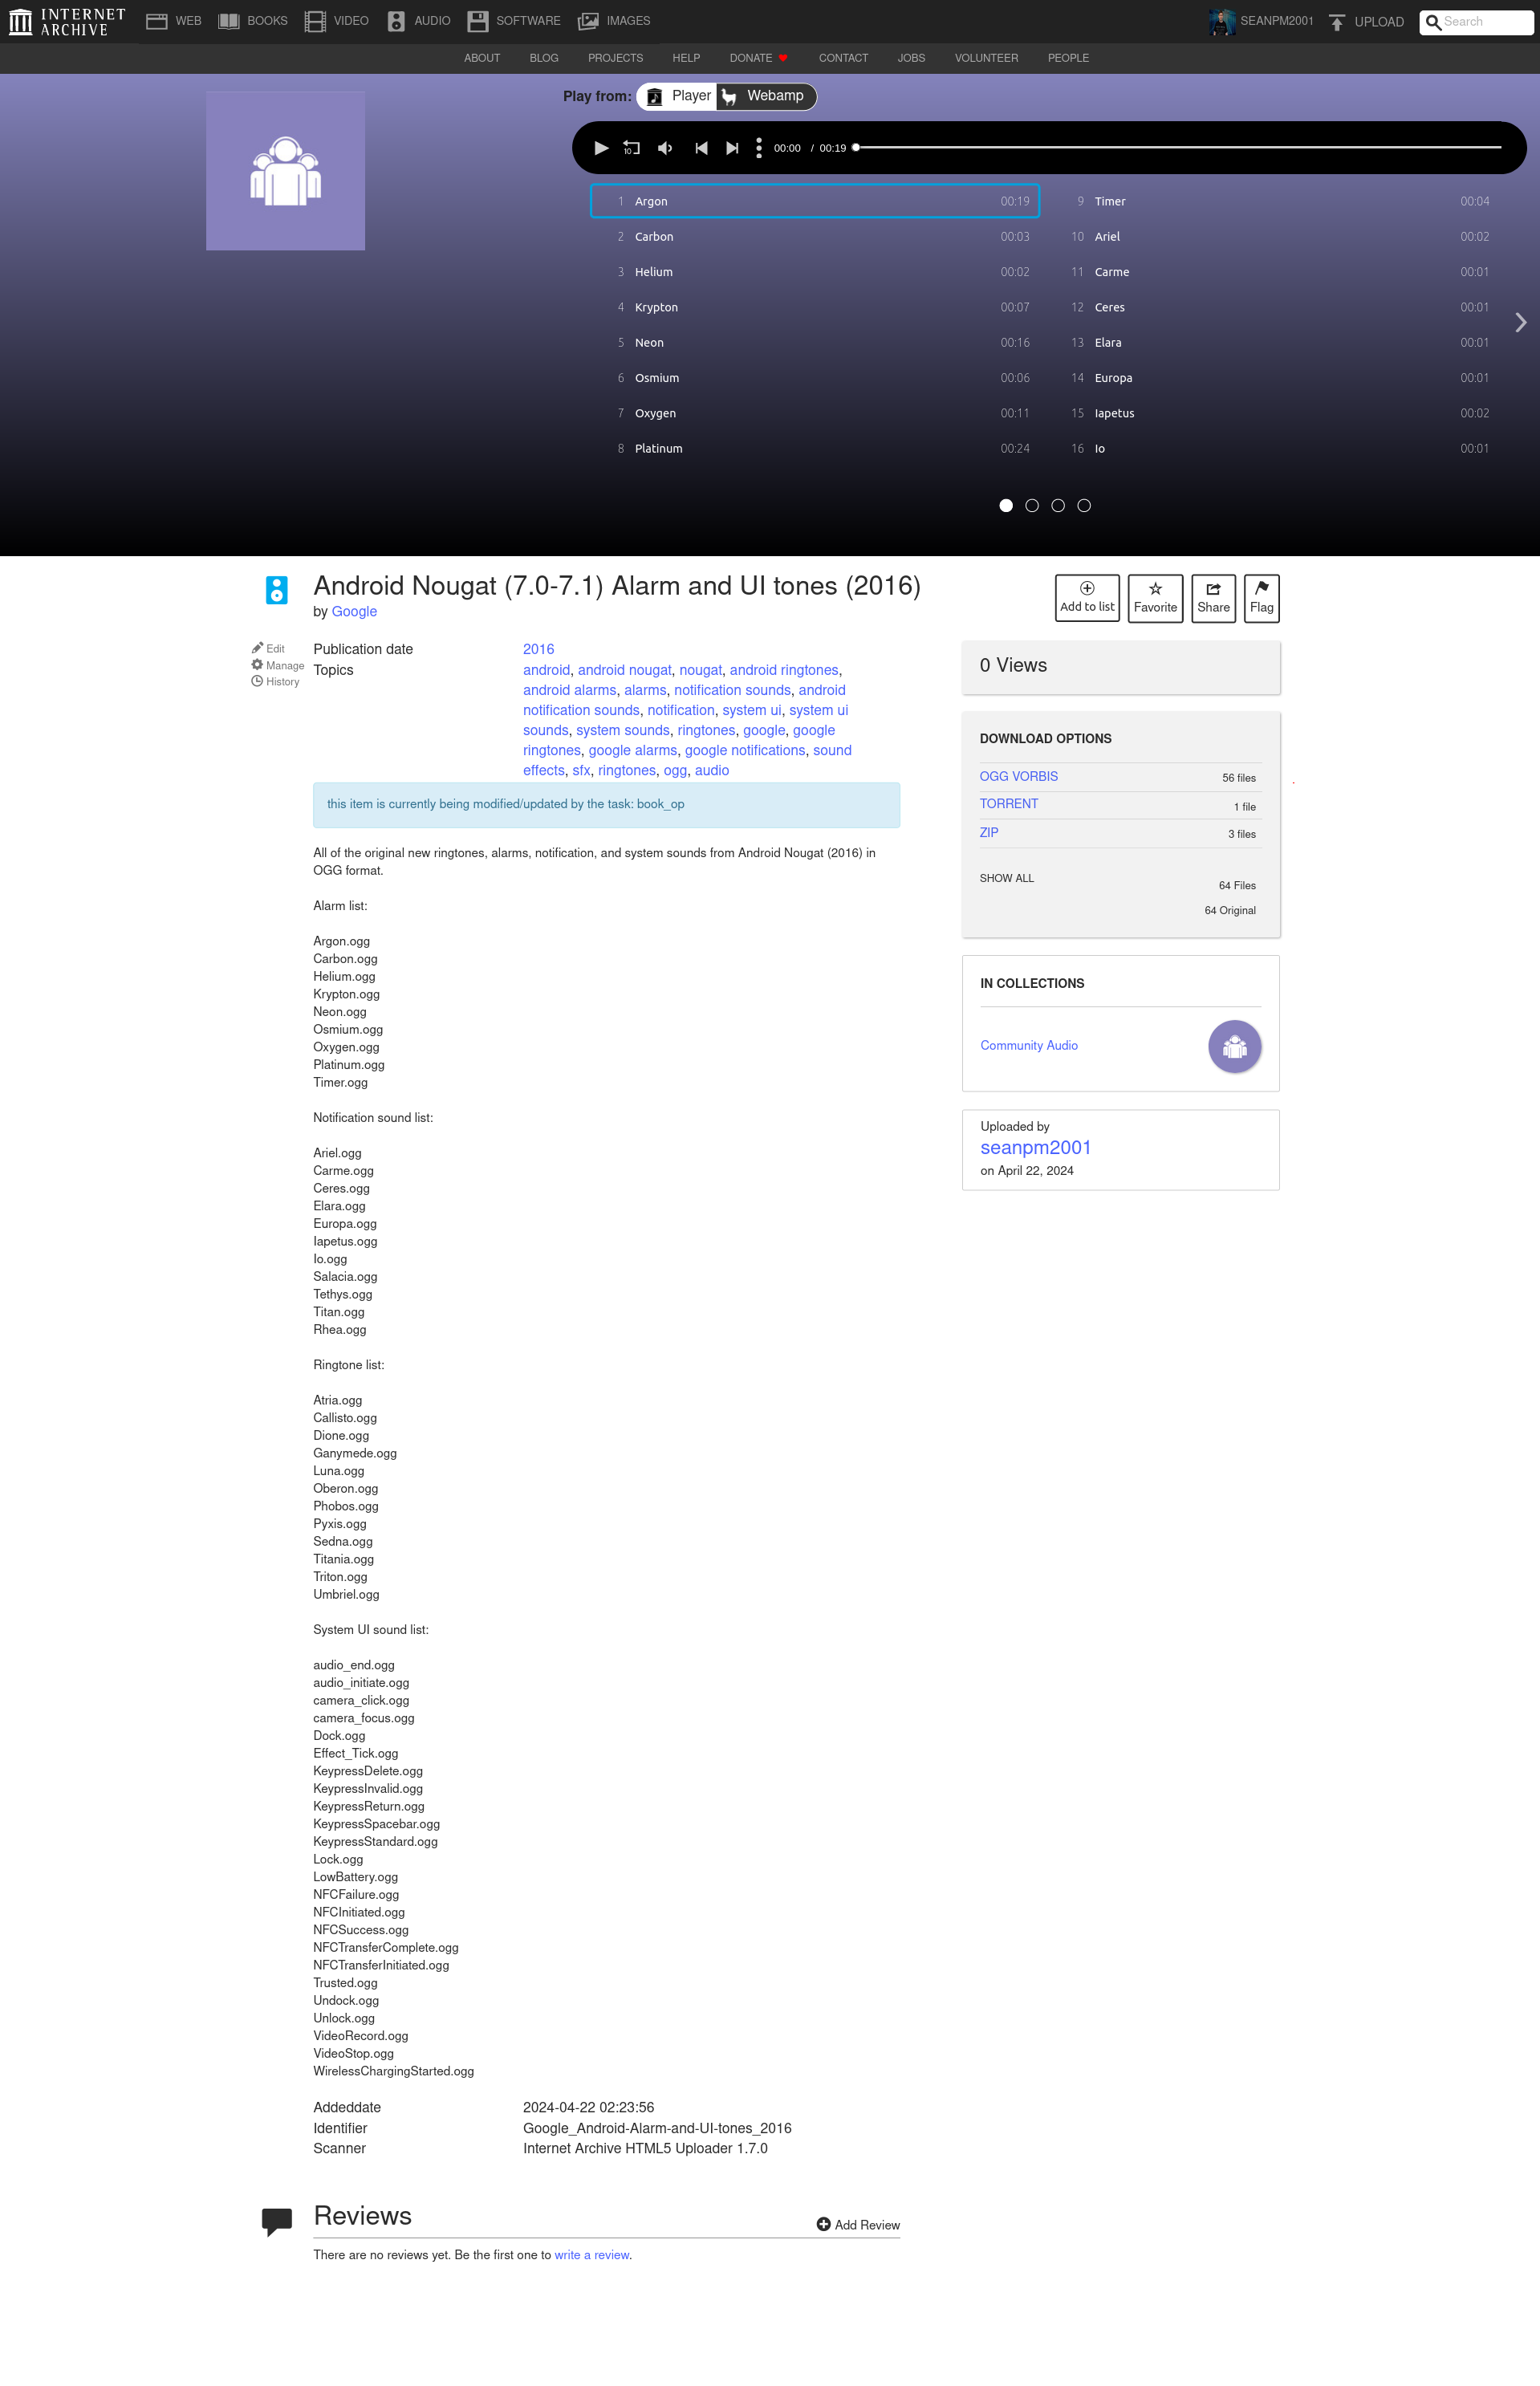 INTERNET ARCHIVE
WEB BOOKS VIDEO AUDIO SOFTWARE IMAGES SEANPM2001 UPLOAD Search
ABOUT BLOG PROJECTS HELP DONATE CONTACT JOBS VOLUNTEER PEOPLE
Play from: Player Webamp
10 00:00 / 00:19
1 Argon 00:19
2 Carbon 00:03
3 Helium 00:02
4 Krypton 00:07
5 Neon 00:16
6 Osmium 00:06
7 Oxygen 00:11
8 Platinum 00:24
9 Timer 00:04
10 Ariel 00:02
11 Carme 00:01
12 Ceres 00:01
13 Elara 00:01
14 Europa 00:01
15 Iapetus 00:02
16 Io 00:01
Android Nougat (7.0-7.1) Alarm and UI tones (2016)
by Google
Add to list Favorite Share Flag
Edit
Manage
History
Publication date 2016
Topics android, android nougat, nougat, android ringtones,
android alarms, alarms, notification sounds, android
notification sounds, notification, system ui, system ui
sounds, system sounds, ringtones, google, google
ringtones, google alarms, google notifications, sound
effects, sfx, ringtones, ogg, audio
this item is currently being modified/updated by the task: book_op
All of the original new ringtones, alarms, notification, and system sounds from Android Nougat (2016) in
OGG format.
Alarm list:
Argon.ogg
Carbon.ogg
Helium.ogg
Krypton.ogg
Neon.ogg
Osmium.ogg
Oxygen.ogg
Platinum.ogg
Timer.ogg
Notification sound list:
Ariel.ogg
Carme.ogg
Ceres.ogg
Elara.ogg
Europa.ogg
Iapetus.ogg
Io.ogg
Salacia.ogg
Tethys.ogg
Titan.ogg
Rhea.ogg
Ringtone list:
Atria.ogg
Callisto.ogg
Dione.ogg
Ganymede.ogg
Luna.ogg
Oberon.ogg
Phobos.ogg
Pyxis.ogg
Sedna.ogg
Titania.ogg
Triton.ogg
Umbriel.ogg
System UI sound list:
audio_end.ogg
audio_initiate.ogg
camera_click.ogg
camera_focus.ogg
Dock.ogg
Effect_Tick.ogg
KeypressDelete.ogg
KeypressInvalid.ogg
KeypressReturn.ogg
KeypressSpacebar.ogg
KeypressStandard.ogg
Lock.ogg
LowBattery.ogg
NFCFailure.ogg
NFCInitiated.ogg
NFCSuccess.ogg
NFCTransferComplete.ogg
NFCTransferInitiated.ogg
Trusted.ogg
Undock.ogg
Unlock.ogg
VideoRecord.ogg
VideoStop.ogg
WirelessChargingStarted.ogg
Addeddate 2024-04-22 02:23:56
Identifier Google_Android-Alarm-and-UI-tones_2016
Scanner Internet Archive HTML5 Uploader 1.7.0
0 Views
DOWNLOAD OPTIONS
OGG VORBIS 56 files
TORRENT 1 file
ZIP 3 files
SHOW ALL 64 Files
64 Original
IN COLLECTIONS
Community Audio
Uploaded by
seanpm2001
on April 22, 2024
Reviews
Add Review
There are no reviews yet. Be the first one to write a review.